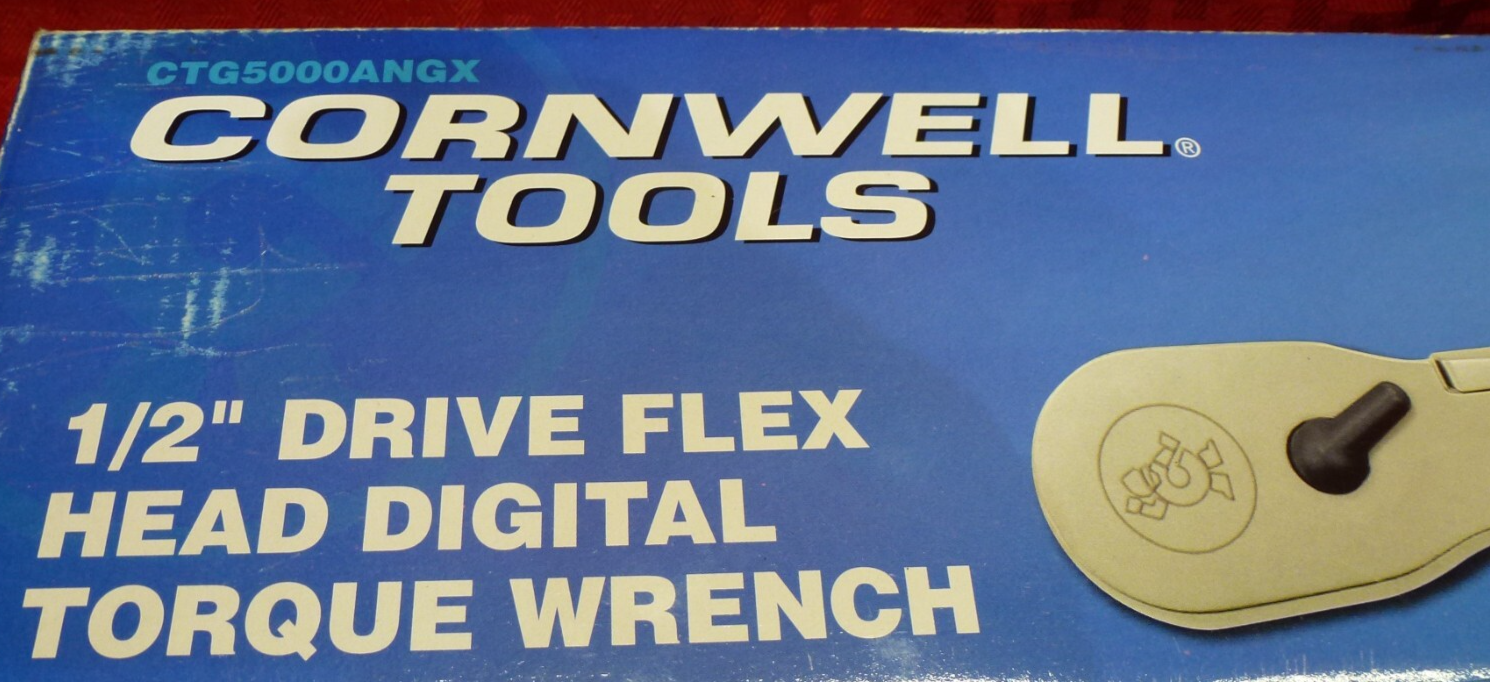 CTG5000ANGX
CORNWELL®
TOOLS
1/2" DRIVE FLEX
HEAD DIGITAL
TORQUE WRENCH